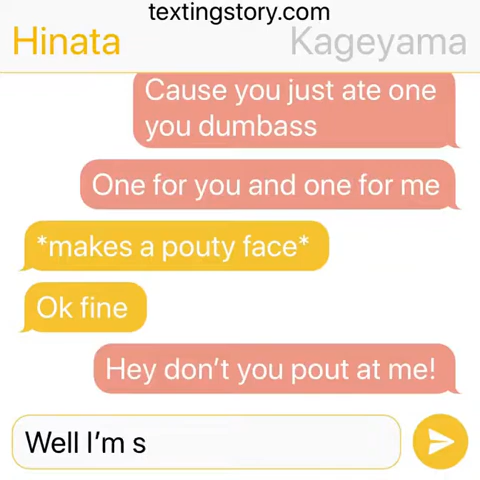 textingstory.com
Hinata Kageyama
Cause you just ate one
you dumbass
One for you and one for me
*makes a pouty face*
Ok fine
Hey don’t you pout at me!
Well I’m s